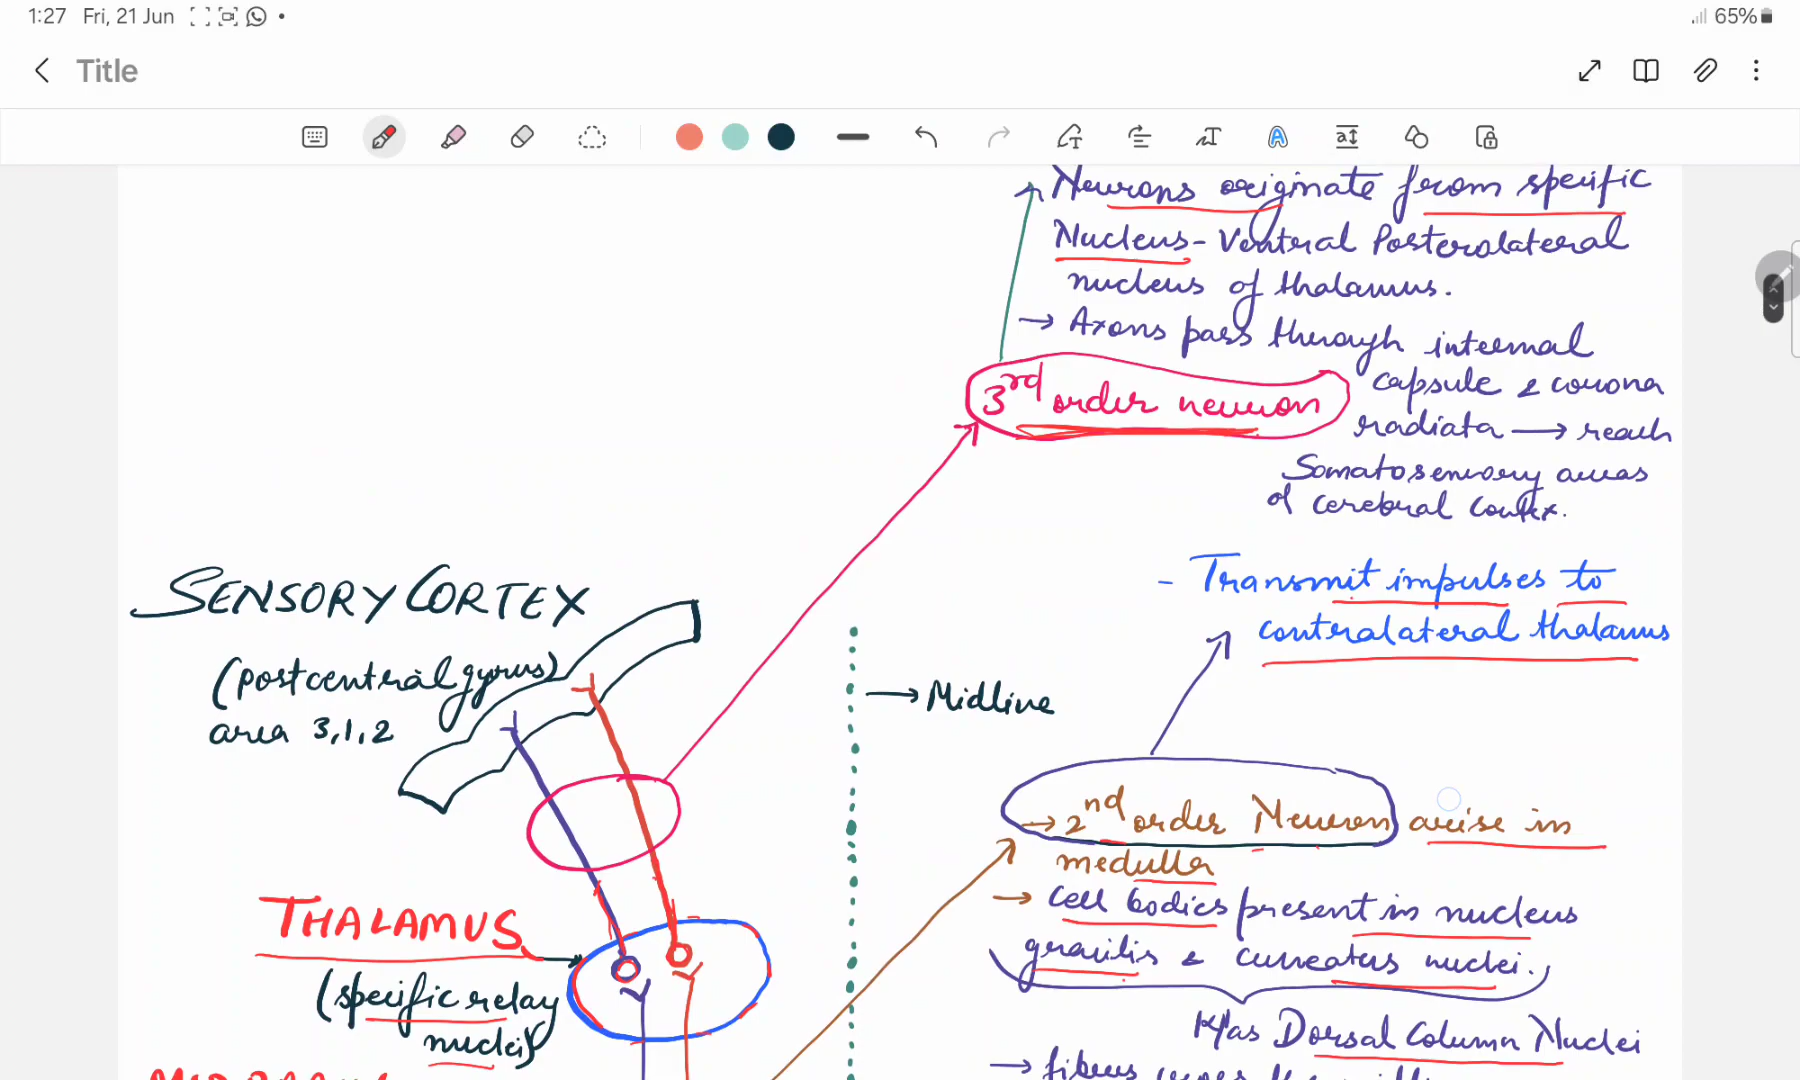 1:27 Fri, 21 Jun
65%
Title
Neurons originate from specific
Nucleus - Ventral Posterolateral
nucleus of thalamus.
→ Axons pass through internal
capsule & corona
radiata → reach
Somatosensory areas
of cerebral cortex.
3rd order neuron
- Transmit impulses to
contralateral thalamus
SENSORY CORTEX
(postcentral gyrus)
area 3,1,2
→ Midline
→ 2nd order Neuron arise in
medulla
→ cell bodies present in nucleus
gracilis & cuneatus nuclei.
K/as Dorsal Column Nuclei
THALAMUS
(specific relay
nuclei)
→ fibres